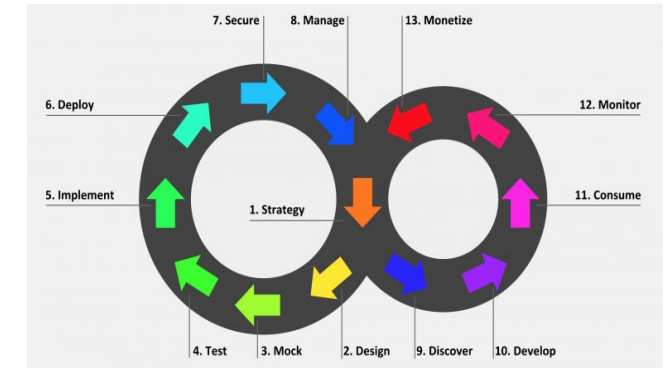 7. Secure
8. Manage
13. Monetize
6. Deploy
12. Monitor
5. Implement
1. Strategy
11. Consume
4. Test
3. Mock
2. Design
9. Discover
10. Develop